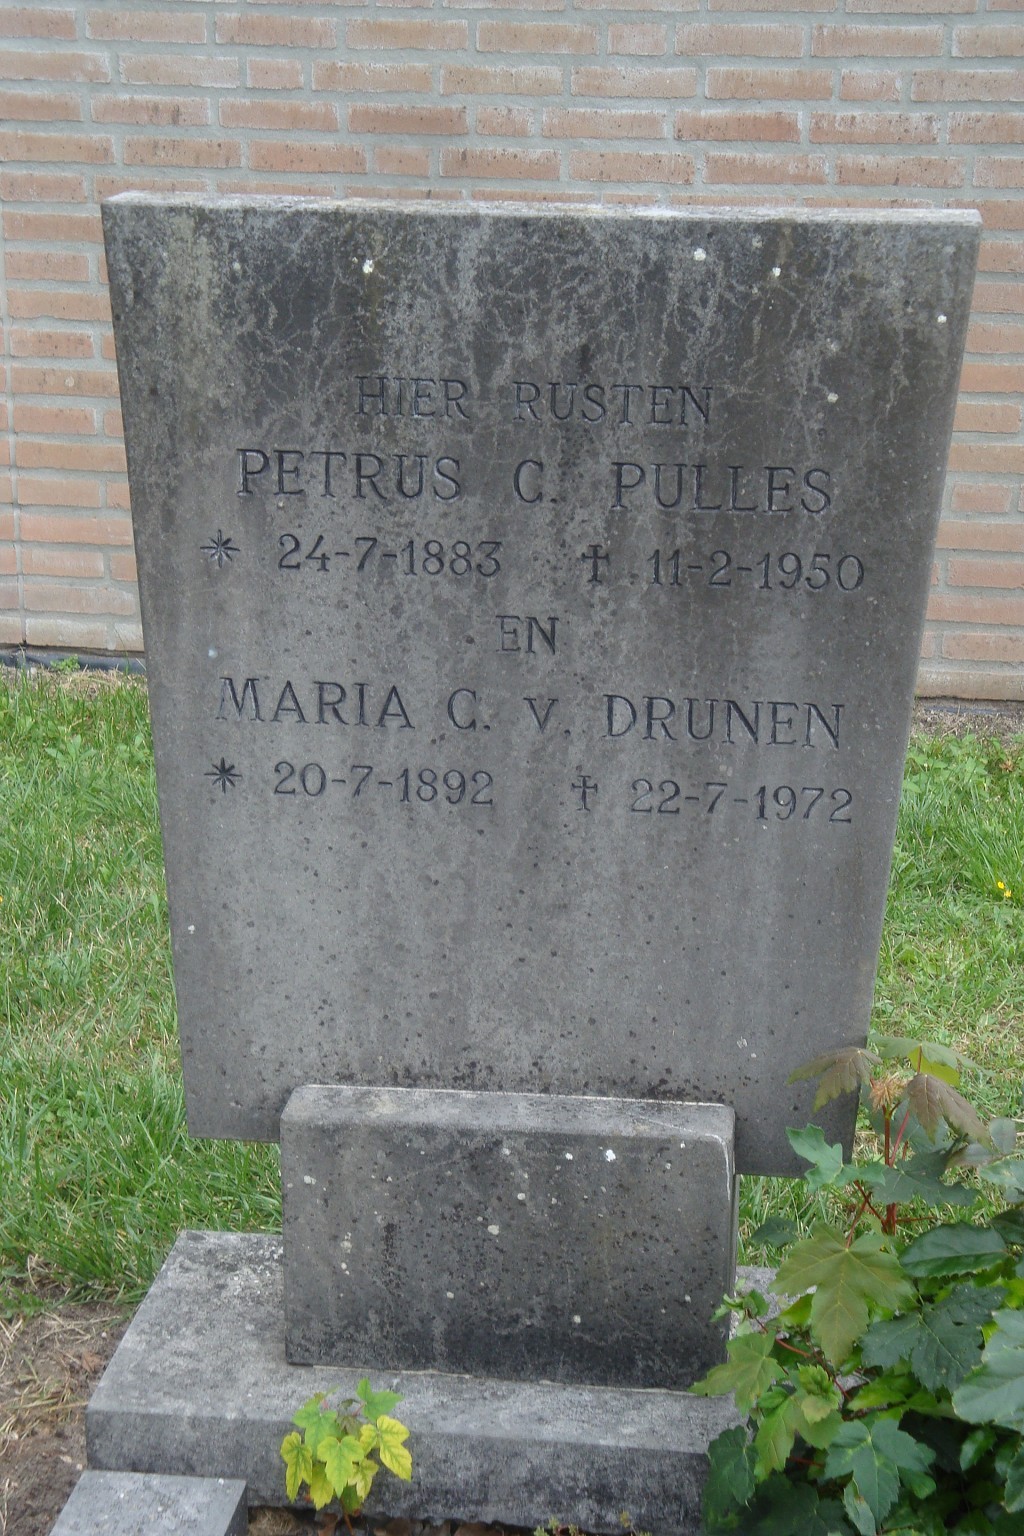 HIER RUSTEN
PETRUS C. PULLES
* 24-7-1883 † 11-2-1950
EN
MARIA C. v. DRUNEN
* 20-7-1892 † 22-7-1972